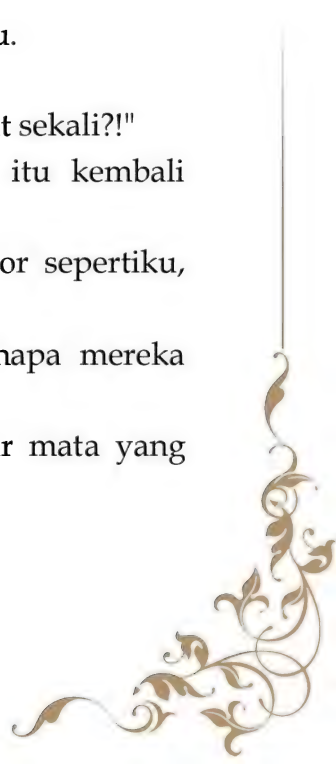 u.
t sekali?!"
itu kembali
or sepertiku,
napa mereka
r mata yang